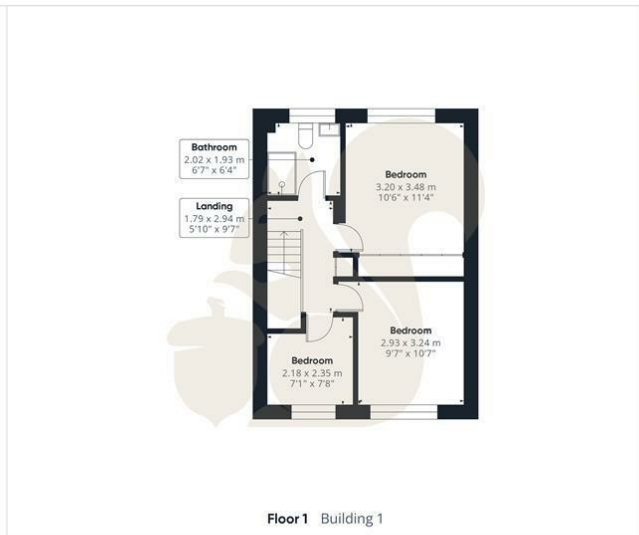 Bathroom
2.02 x 1.93 m
6'7" x 6'4"
Landing
1.79 x 2.94 m
5'10" x 9'7"
Bedroom
3.20 x 3.48 m
10'6" x 11'4"
Bedroom
2.93 x 3.24 m
9'7" x 10'7"
Bedroom
2.18 x 2.35 m
7'1" x 7'8"
Floor 1 Building 1